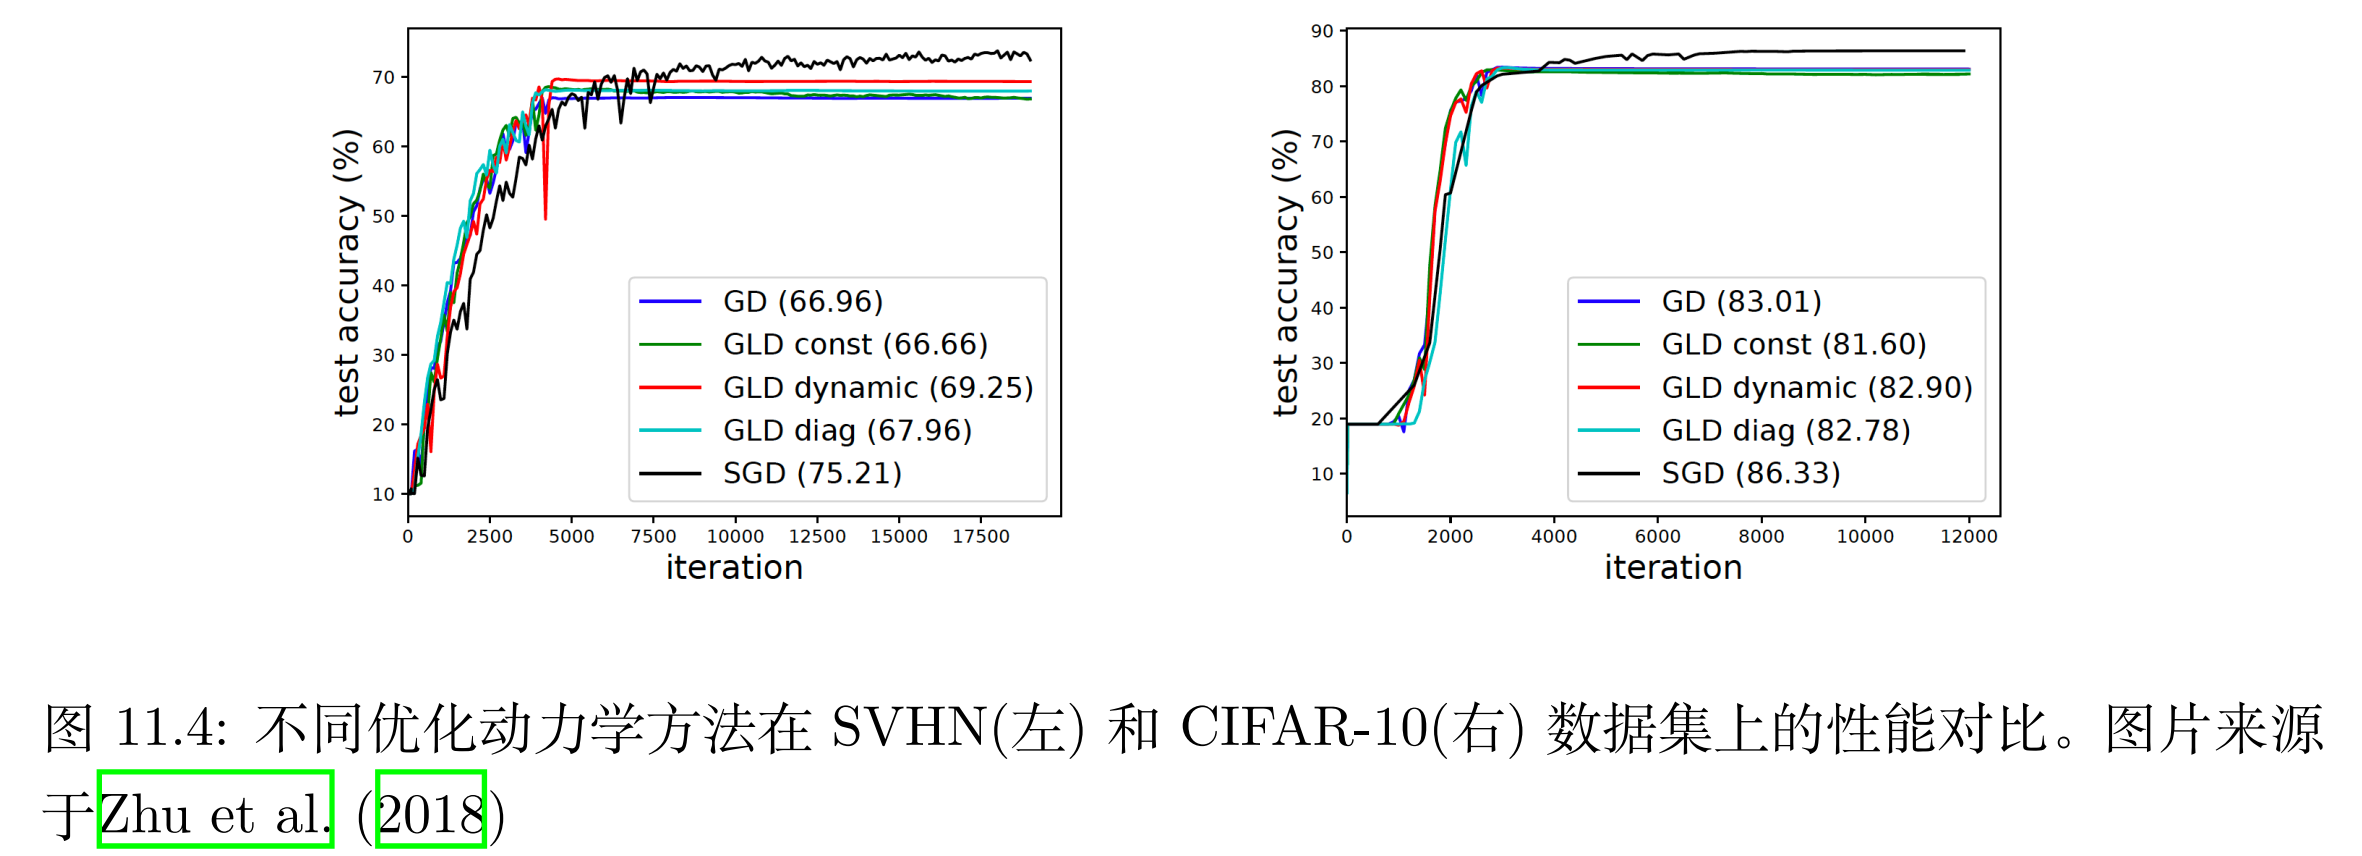 70
60
50
40
30
20
10
test accuracy (%)
GD (66.96)
GLD const (66.66)
GLD dynamic (69.25)
GLD diag (67.96)
SGD (75.21)
0 2500 5000 7500 10000 12500 15000 17500
iteration
90
80
70
60
50
40
30
20
10
test accuracy (%)
GD (83.01)
GLD const (81.60)
GLD dynamic (82.90)
GLD diag (82.78)
SGD (86.33)
0 2000 4000 6000 8000 10000 12000
iteration
图 11.4: 不同优化动力学方法在 SVHN(左) 和 CIFAR-10(右) 数据集上的性能对比。图片来源
于Zhu et al. (2018)